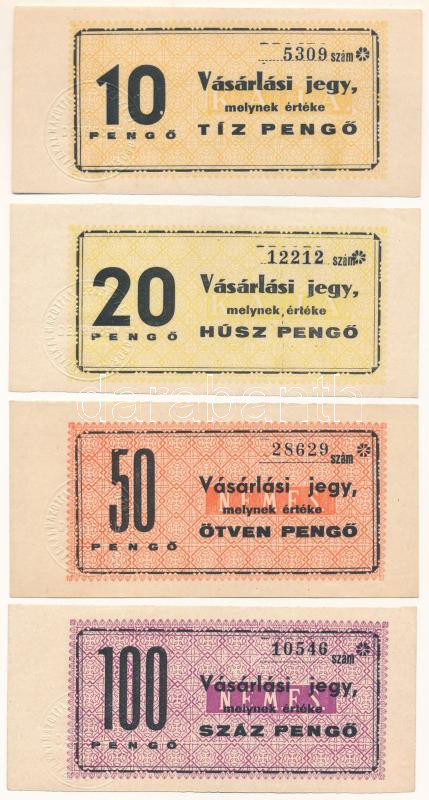 5309 szám
10
PENGŐ
Vásárlási jegy,
melynek értéke
TÍZ PENGŐ
12212 szám
20
PENGŐ
Vásárlási jegy,
melynek értéke
HÚSZ PENGŐ
darabanth
28629 szám
50
PENGŐ
NEMES
Vásárlási jegy,
melynek értéke
ÖTVEN PENGŐ
10546 szám
100
PENGŐ
NEMES
Vásárlási jegy,
melynek értéke
SZÁZ PENGŐ